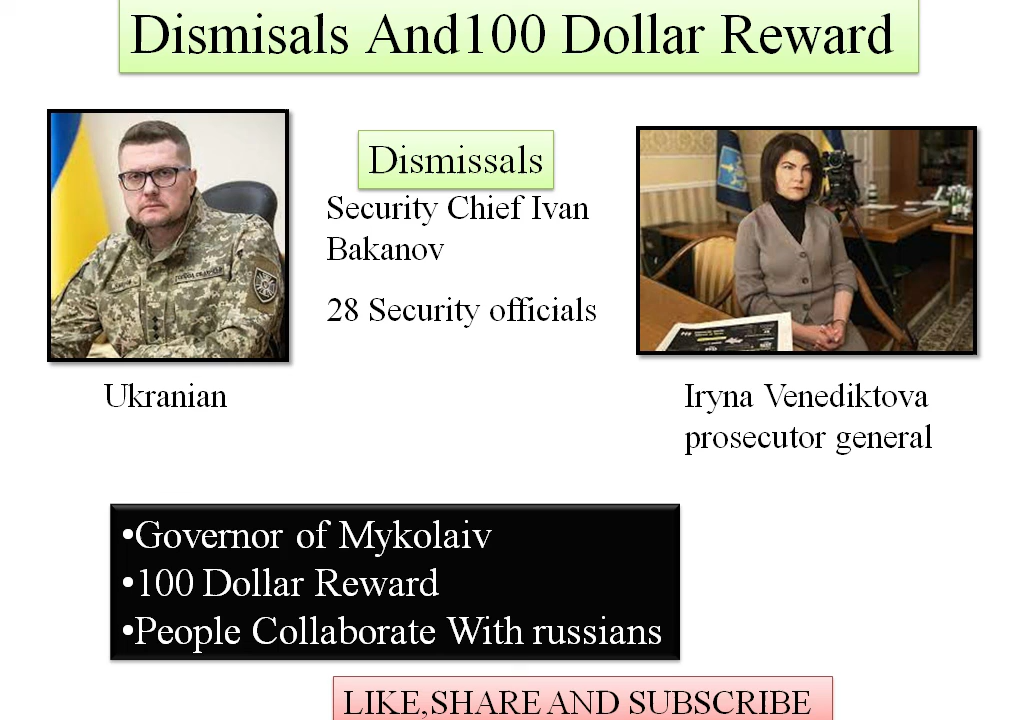 Dismisals And100 Dollar Reward
Dismissals
Security Chief Ivan
Bakanov
28 Security officials
Ukranian
Iryna Venediktova
prosecutor general
•Governor of Mykolaiv
•100 Dollar Reward
•People Collaborate With russians
LIKE,SHARE AND SUBSCRIBE